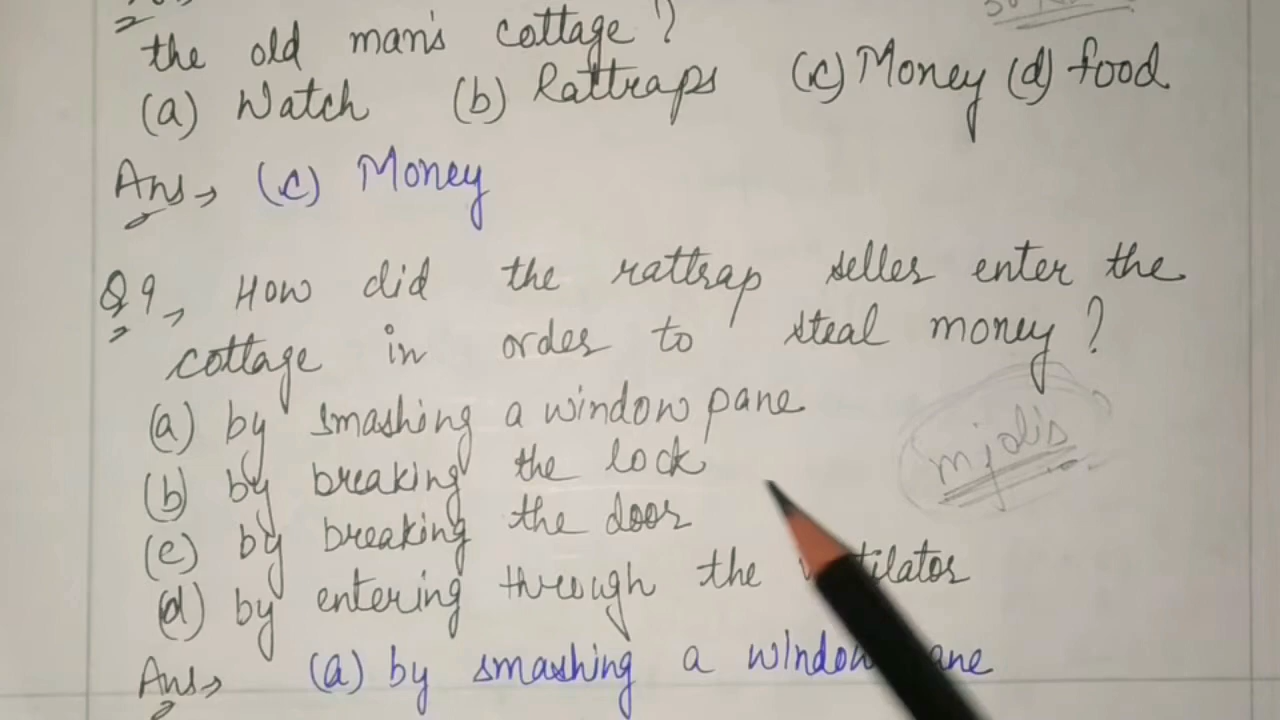 the old man's cottage?
(a) Watch (b) Rattraps (c) Money (d) food
Ans, (c) Money
Q9, How did the rattrap seller enter the
cottage in order to steal money?
(a) by smashing a window pane
(b) by breaking the lock
(c) by breaking the door
(d) by entering through the
Ans, (a) by smashing a window